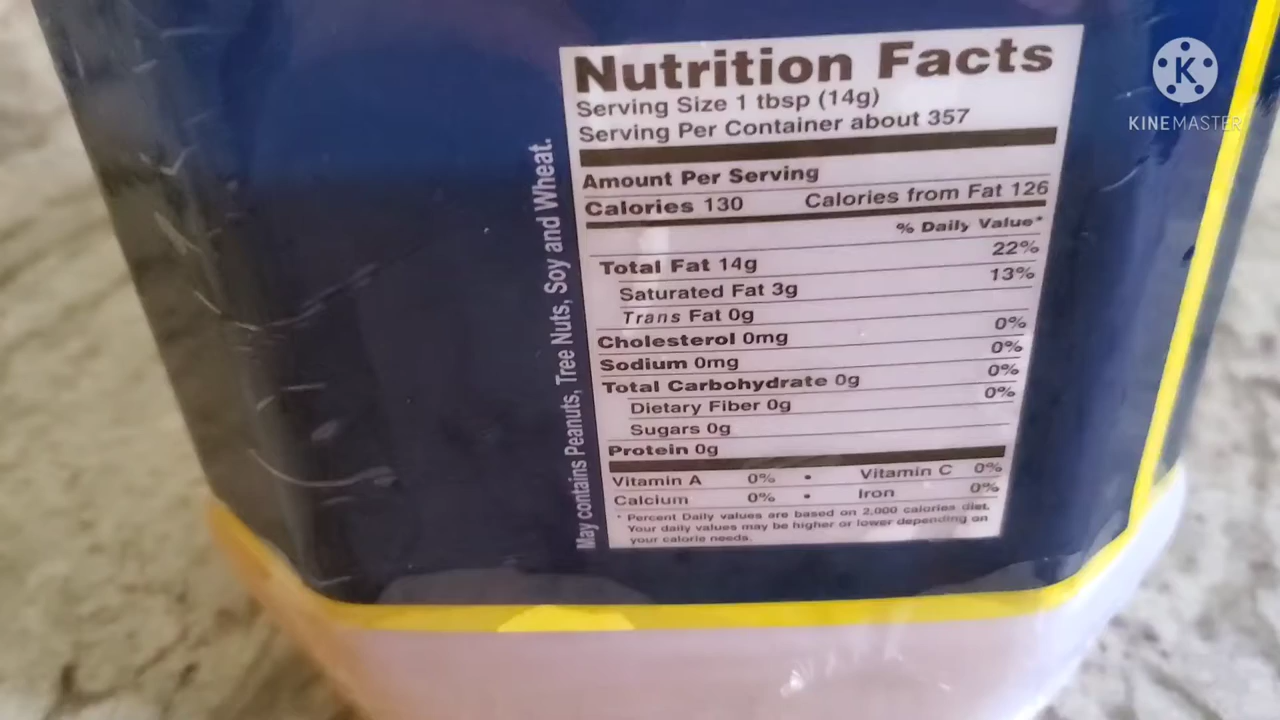 Nutrition Facts
Serving Size 1 tbsp (14g)
Serving Per Container about 357
Amount Per Serving
Calories 130 Calories from Fat 126
% Daily Value*
Total Fat 14g 22%
Saturated Fat 3g 13%
Trans Fat 0g
Cholesterol 0mg 0%
Sodium 0mg 0%
Total Carbohydrate 0g 0%
Dietary Fiber 0g 0%
Sugars 0g
Protein 0g
Vitamin A 0% • Vitamin C 0%
Calcium 0% • Iron 0%
* Percent Daily values are based on 2,000 calories diet.
Your daily values may be higher or lower depending on
your calorie needs.
May contains Peanuts, Tree Nuts, Soy and Wheat.
K
KINEMASTER